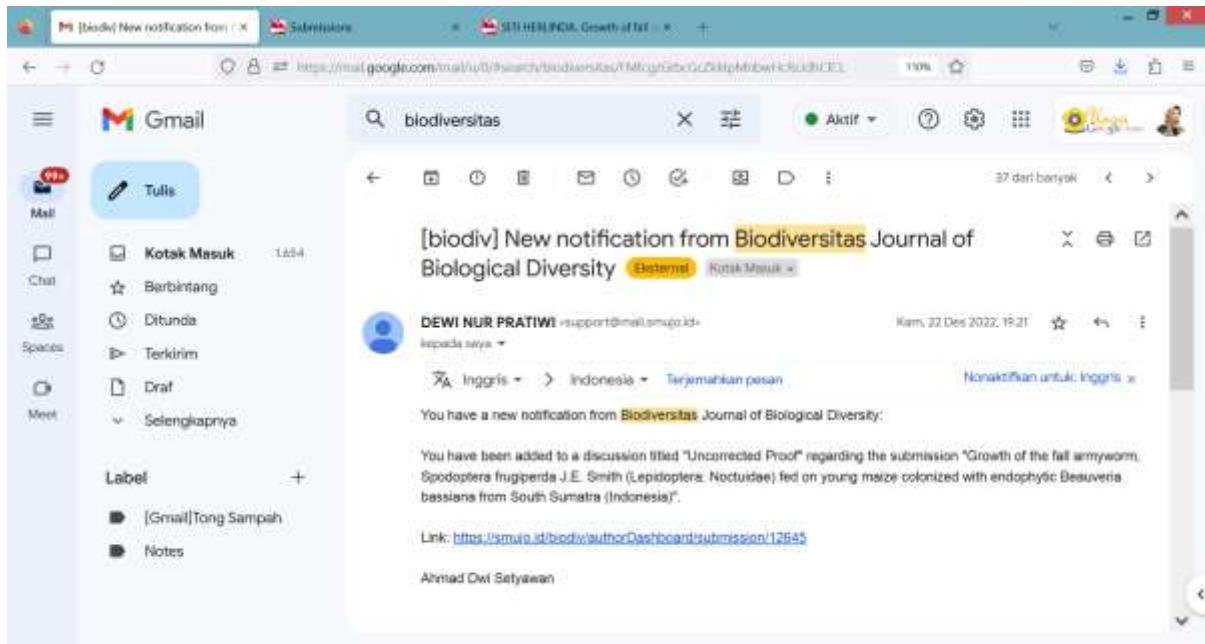 [biodiv] New notification from
Submissions
SITI HERLINDA, Growth of fall
Gmail
biodiversitas
Aktif
99+
Mail
Chat
Spaces
Meet
Tulis
Kotak Masuk
Berbintang
Ditunda
Terkirim
Draf
Selengkapnya
Label
[Gmail]Tong Sampah
Notes
37 dari banyak
[biodiv] New notification from Biodiversitas Journal of
Biological Diversity Eksternal Kotak Masuk ×
DEWI NUR PRATIWI <support@mail.smujo.id>
Kam, 22 Des 2022, 19.21
kepada saya
Inggris > Indonesia Terjemahkan pesan
Nonaktifkan untuk: Inggris ×
You have a new notification from Biodiversitas Journal of Biological Diversity:
You have been added to a discussion titled "Uncorrected Proof" regarding the submission "Growth of the fall armyworm,
Spodoptera frugiperda J.E. Smith (Lepidoptera: Noctuidae) fed on young maize colonized with endophytic Beauveria
bassiana from South Sumatra (Indonesia)".
Link: https://smujo.id/biodiv/authorDashboard/submission/12645
Ahmad Dwi Setyawan